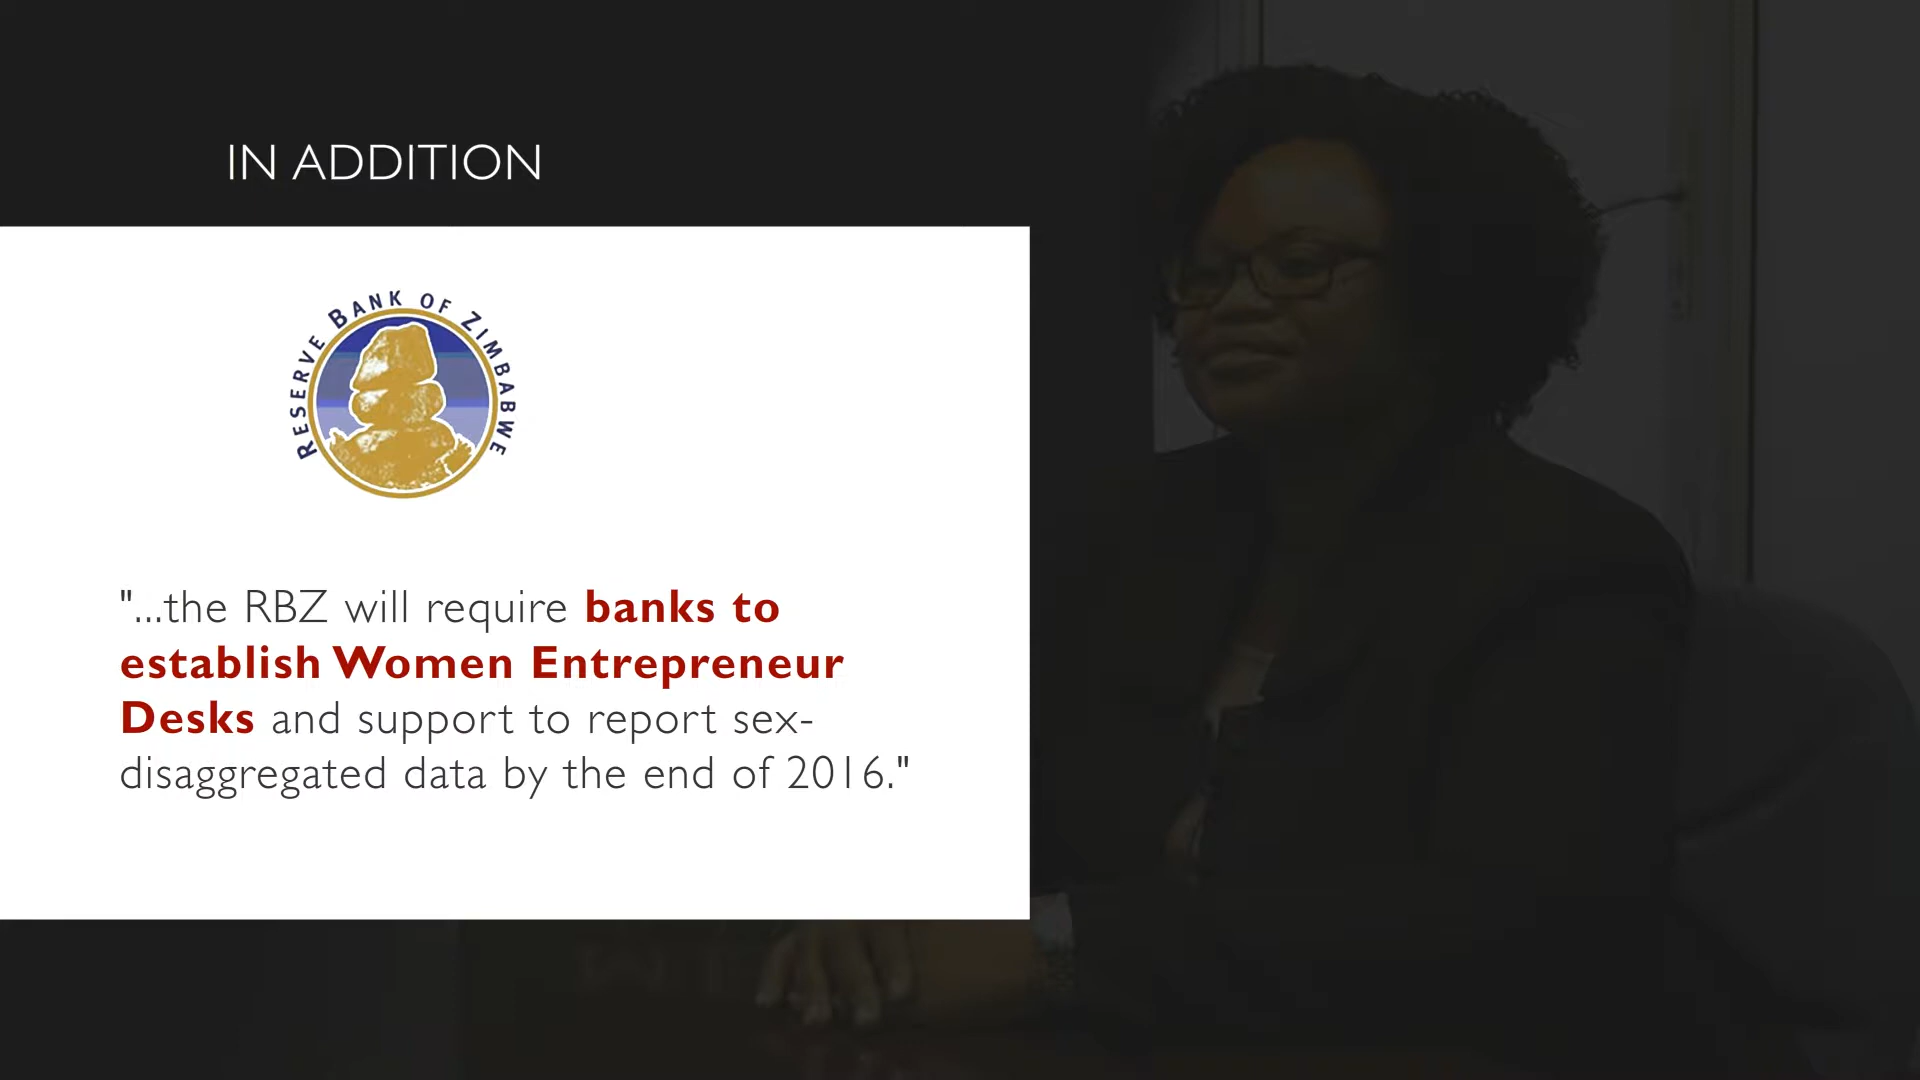 IN ADDITION
RESERVE BANK OF ZIMBABWE
"...the RBZ will require banks to
establish Women Entrepreneur
Desks and support to report sex-
disaggregated data by the end of 2016."